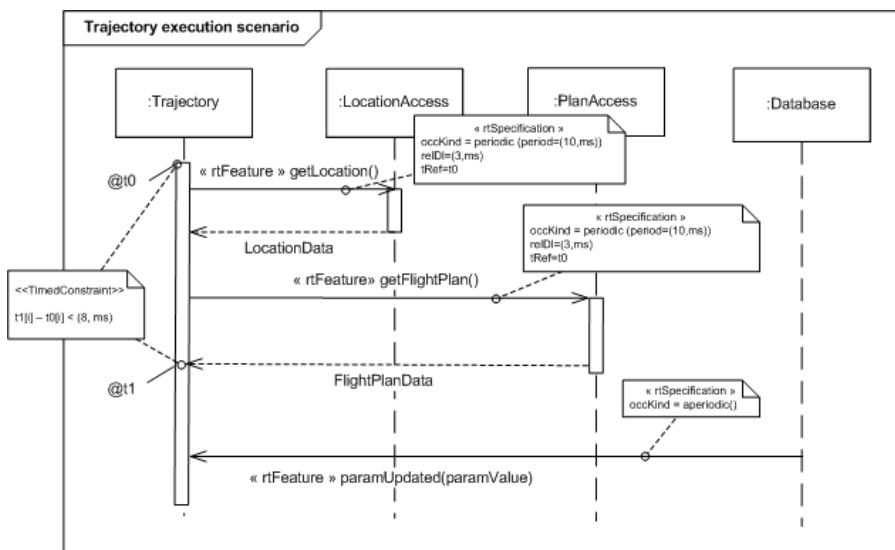 Trajectory execution scenario
:Trajectory
:LocationAccess
:PlanAccess
:Database
« rtSpecification »
occKind = periodic (period=(10,ms))
relDl=(3,ms)
tRef=t0
@t0
« rtFeature » getLocation()
LocationData
« rtSpecification »
occKind = periodic (period=(10,ms))
relDl=(3,ms)
tRef=t0
<<TimedConstraint>>
t1[i] – t0[i] < (8, ms)
« rtFeature» getFlightPlan()
@t1
FlightPlanData
« rtSpecification »
occKind = aperiodic()
« rtFeature » paramUpdated(paramValue)